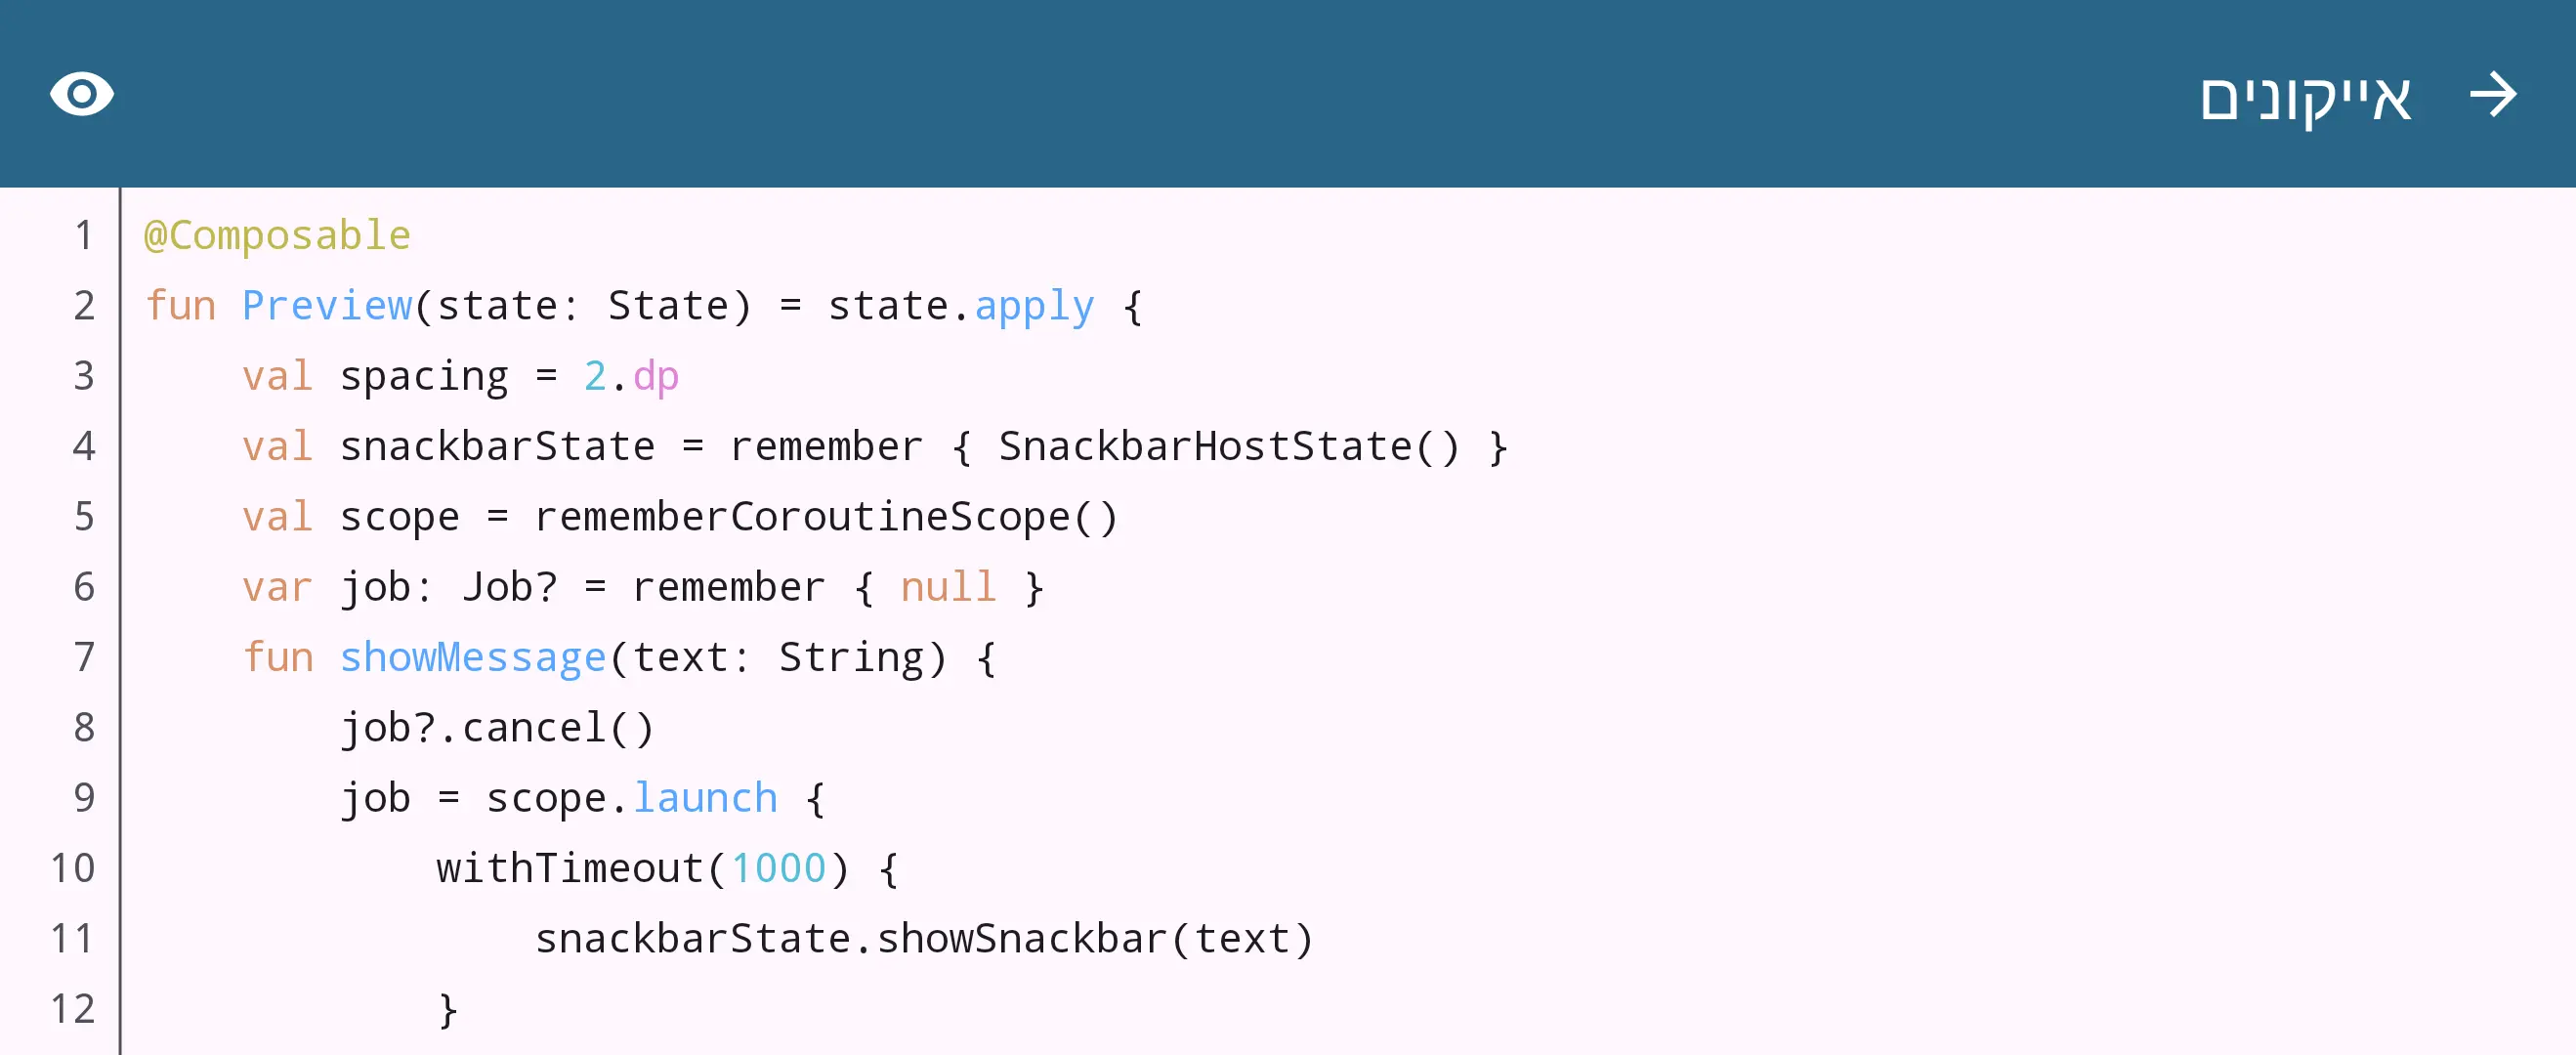 אייקונים
1 @Composable
2 fun Preview(state: State) = state.apply {
3     val spacing = 2.dp
4     val snackbarState = remember { SnackbarHostState() }
5     val scope = rememberCoroutineScope()
6     var job: Job? = remember { null }
7     fun showMessage(text: String) {
8         job?.cancel()
9         job = scope.launch {
10             withTimeout(1000) {
11                 snackbarState.showSnackbar(text)
12             }